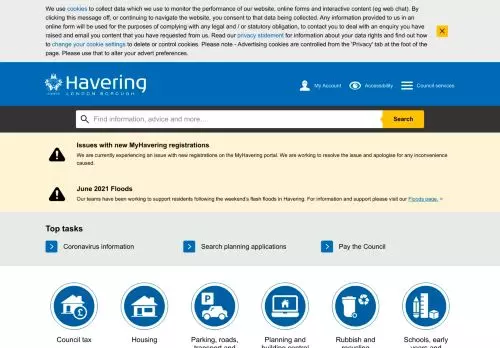 We use cookies to collect data which we use to monitor the performance of our website, online forms and interactive content (eg web chat). By
clicking this message off, or continuing to navigate the website, you consent to that data being collected. Any information provided to us in an
online form will be used for the purposes of complying with any legal and / or statutory obligation, to contact you to deal with an enquiry you have
raised and email you content that you have requested from us. Read our privacy statement for information about your data rights and find out how
to change your cookie settings to delete or control cookies. Please note - Advertising cookies are controlled from the 'Privacy' tab at the foot of the
page. Please use that to alter your advert preferences.
Havering
LONDON BOROUGH
My Account
Accessibility
Council services
Find information, advice and more....
Search
Issues with new MyHavering registrations
We are currently experiencing an issue with new registrations on the MyHavering portal. We are working to resolve the issue and apologise for any inconvenience
caused.
June 2021 Floods
Our teams have been working to support residents following the weekend's flash floods in Havering. For information and support please visit our Floods page.
Top tasks
Coronavirus information
Search planning applications
Pay the Council
Council tax
Housing
Parking, roads,
transport and
Planning and
building control
Rubbish and
recycling
Schools, early
years and